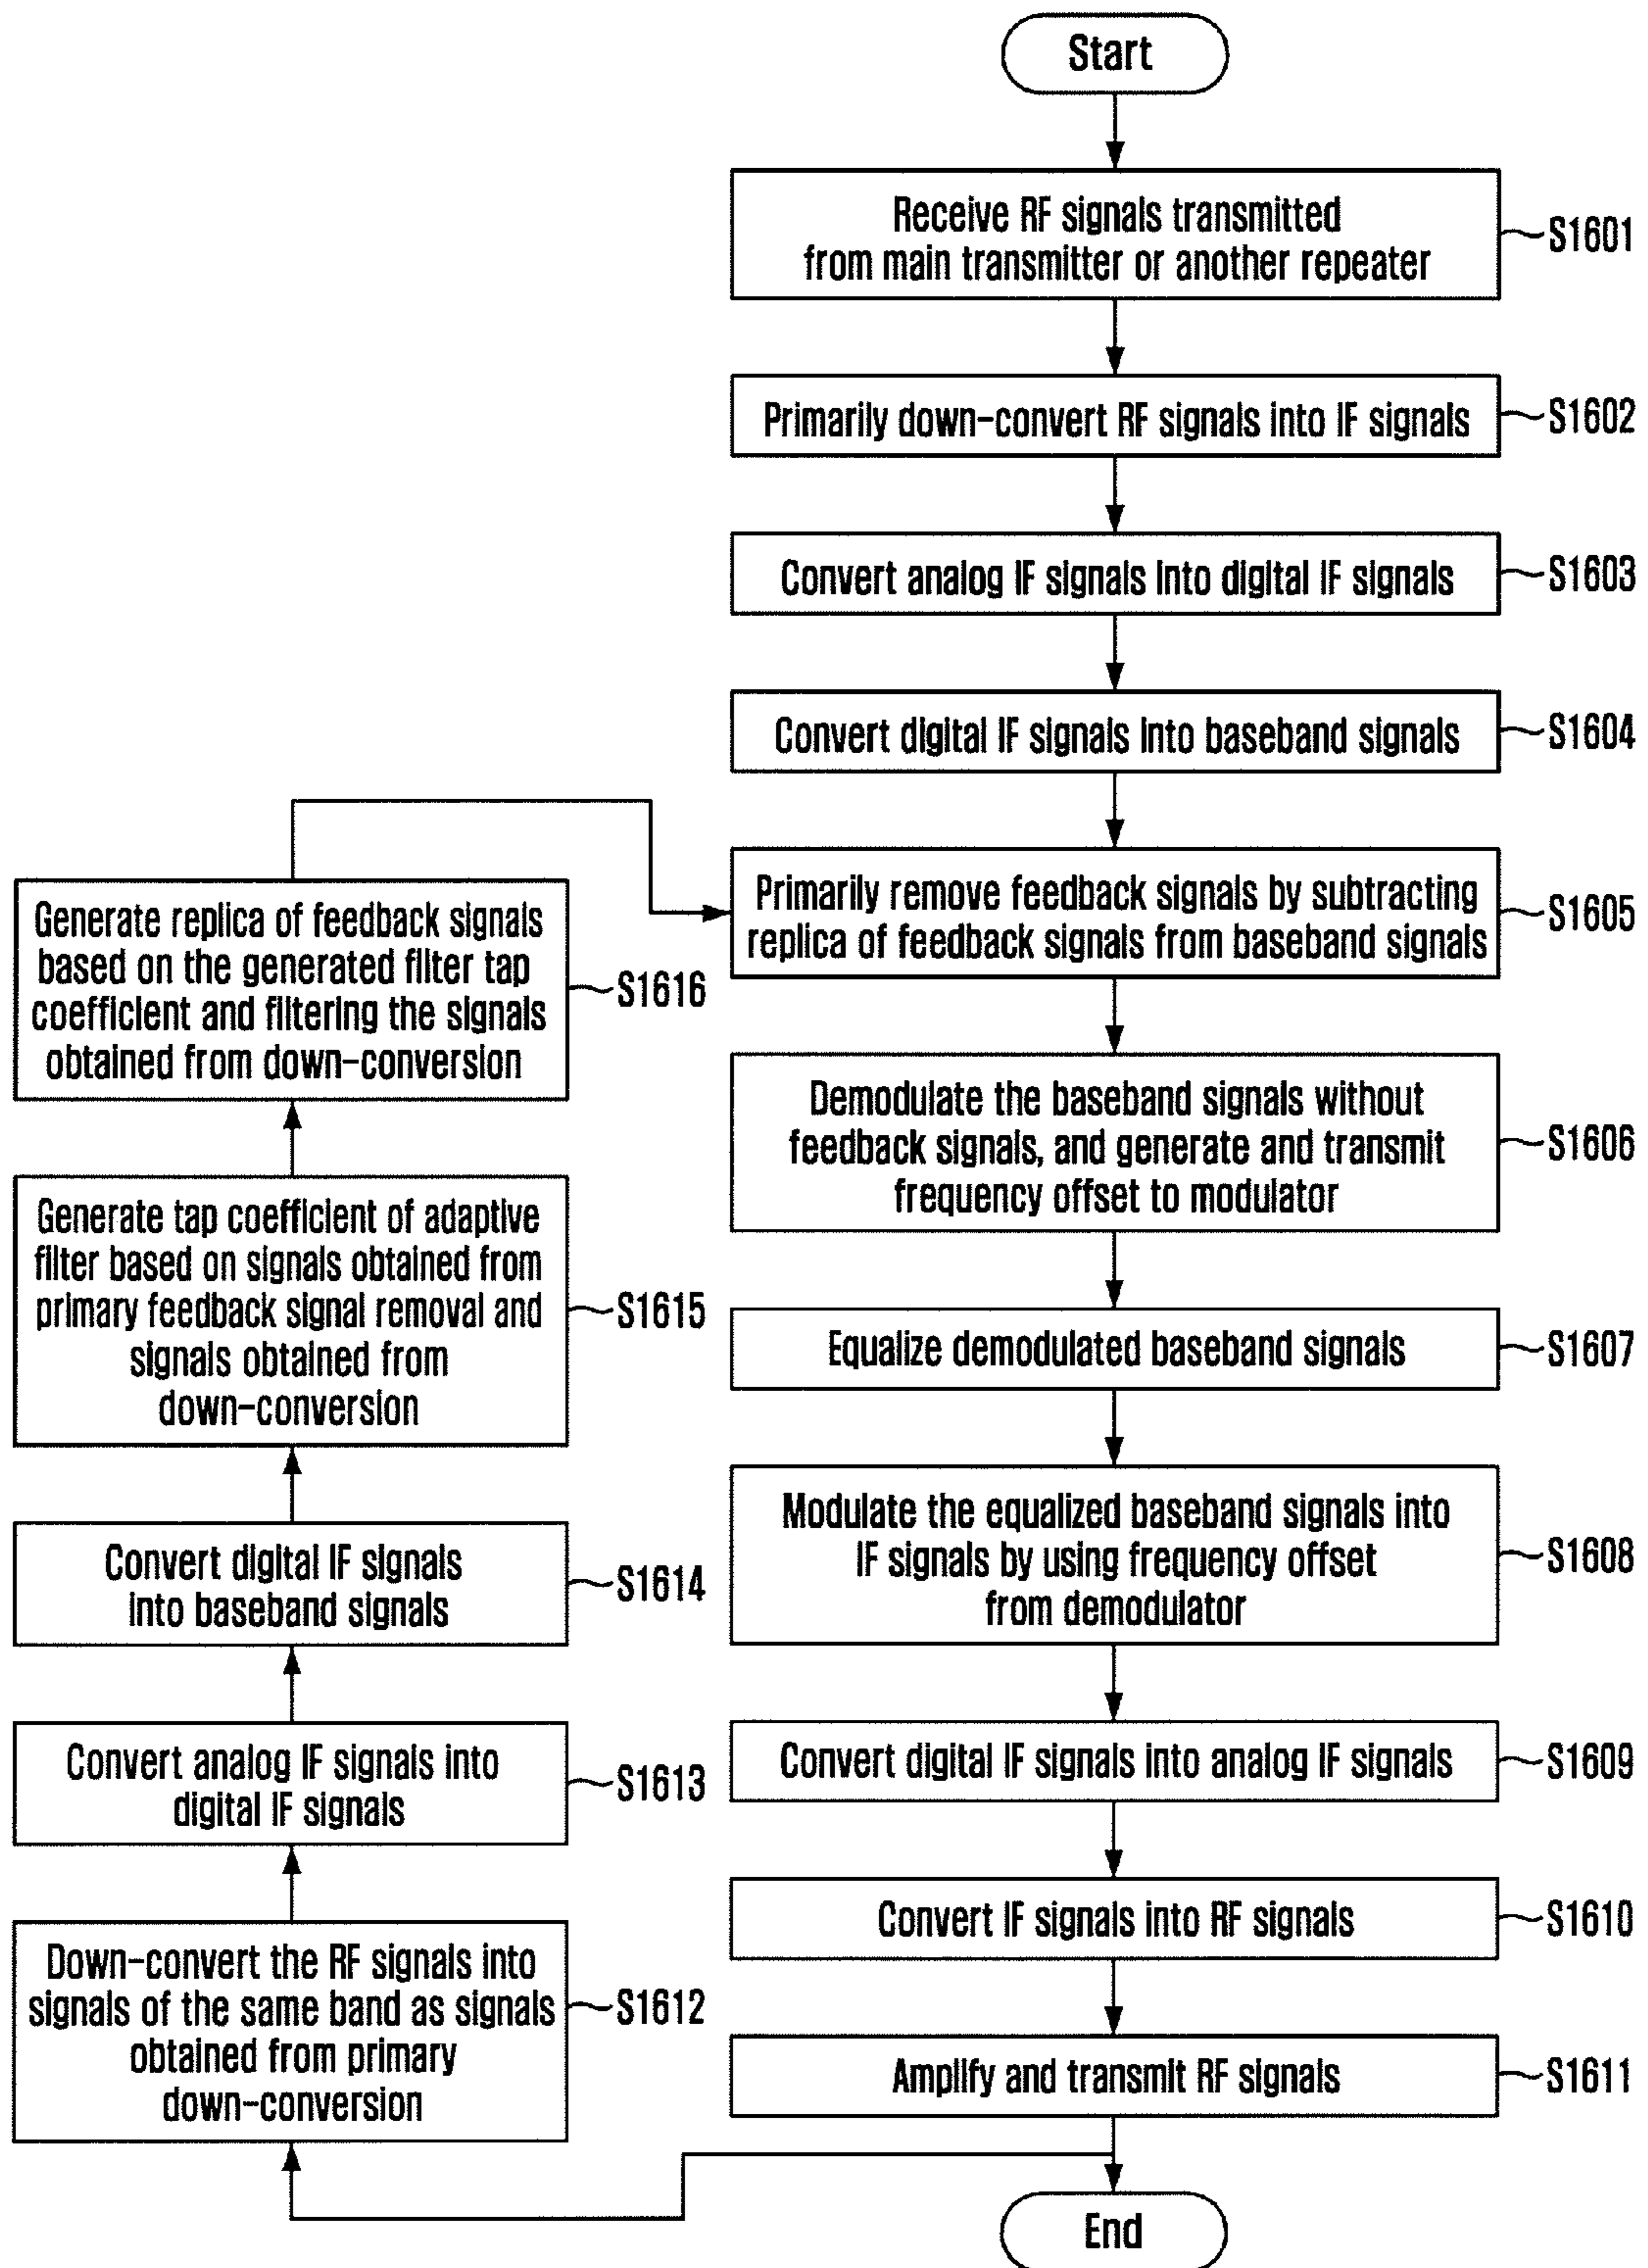 Start
Receive RF signals transmitted
from main transmitter or another repeater
S1601
Primarily down-convert RF signals into IF signals
S1602
Convert analog IF signals into digital IF signals
S1603
Convert digital IF signals into baseband signals
S1604
Primarily remove feedback signals by subtracting
replica of feedback signals from baseband signals
S1605
Demodulate the baseband signals without
feedback signals, and generate and transmit
frequency offset to modulator
S1606
Equalize demodulated baseband signals
S1607
Modulate the equalized baseband signals into
IF signals by using frequency offset
from demodulator
S1608
Convert digital IF signals into analog IF signals
S1609
Convert IF signals into RF signals
S1610
Amplify and transmit RF signals
S1611
End
Generate replica of feedback signals
based on the generated filter tap
coefficient and filtering the signals
obtained from down-conversion
S1616
Generate tap coefficient of adaptive
filter based on signals obtained from
primary feedback signal removal and
signals obtained from
down-conversion
S1615
Convert digital IF signals
into baseband signals
S1614
Convert analog IF signals into
digital IF signals
S1613
Down-convert the RF signals into
signals of the same band as signals
obtained from primary
down-conversion
S1612